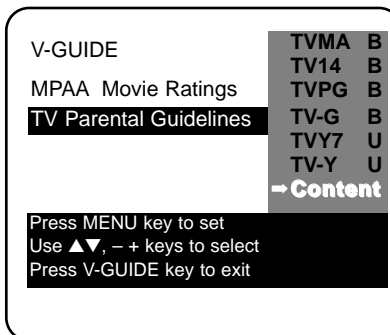 V-GUIDE
MPAA Movie Ratings
TV Parental Guidelines
TVMA B
TV14 B
TVPG B
TV-G B
TVY7 U
TV-Y U
➡Content
Press MENU key to set
Use ▲▼, – + keys to select
Press V-GUIDE key to exit